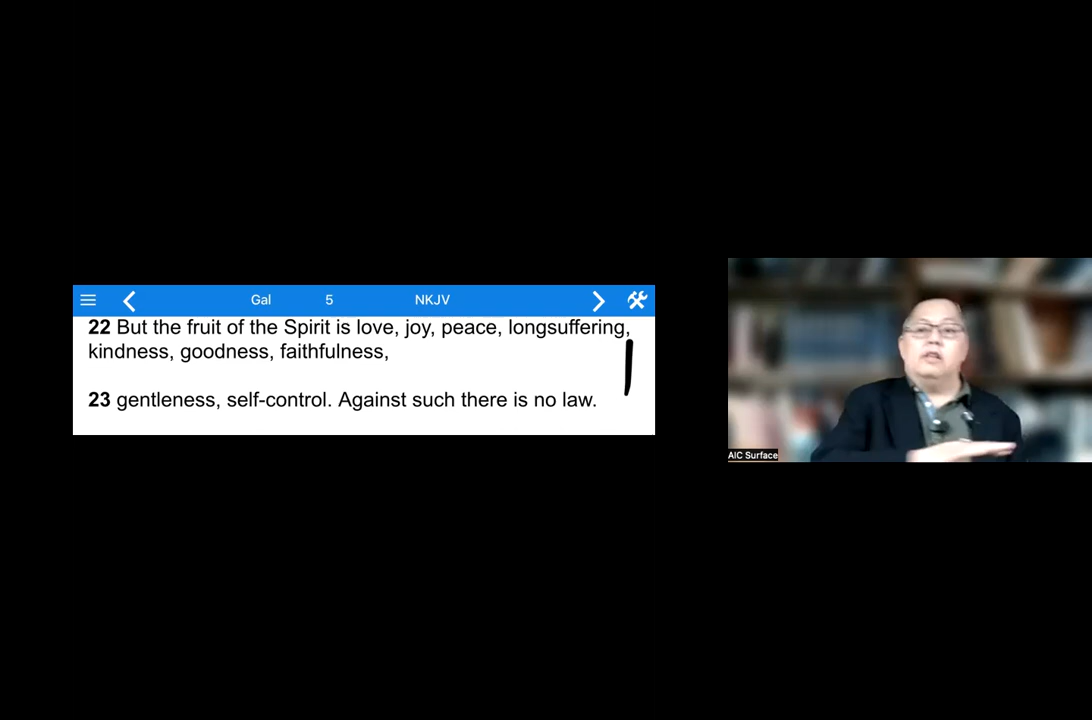 Gal 5 NKJV
22 But the fruit of the Spirit is love, joy, peace, longsuffering,
kindness, goodness, faithfulness,
23 gentleness, self-control. Against such there is no law.
AIC Surface